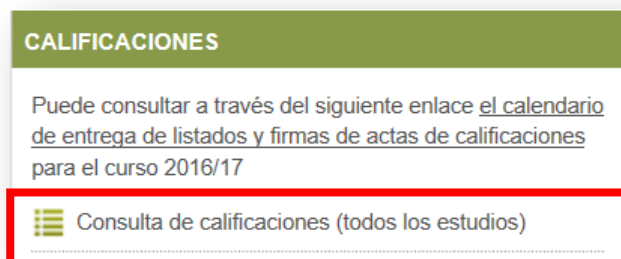 CALIFICACIONES
Puede consultar a través del siguiente enlace el calendario
de entrega de listados y firmas de actas de calificaciones
para el curso 2016/17
Consulta de calificaciones (todos los estudios)